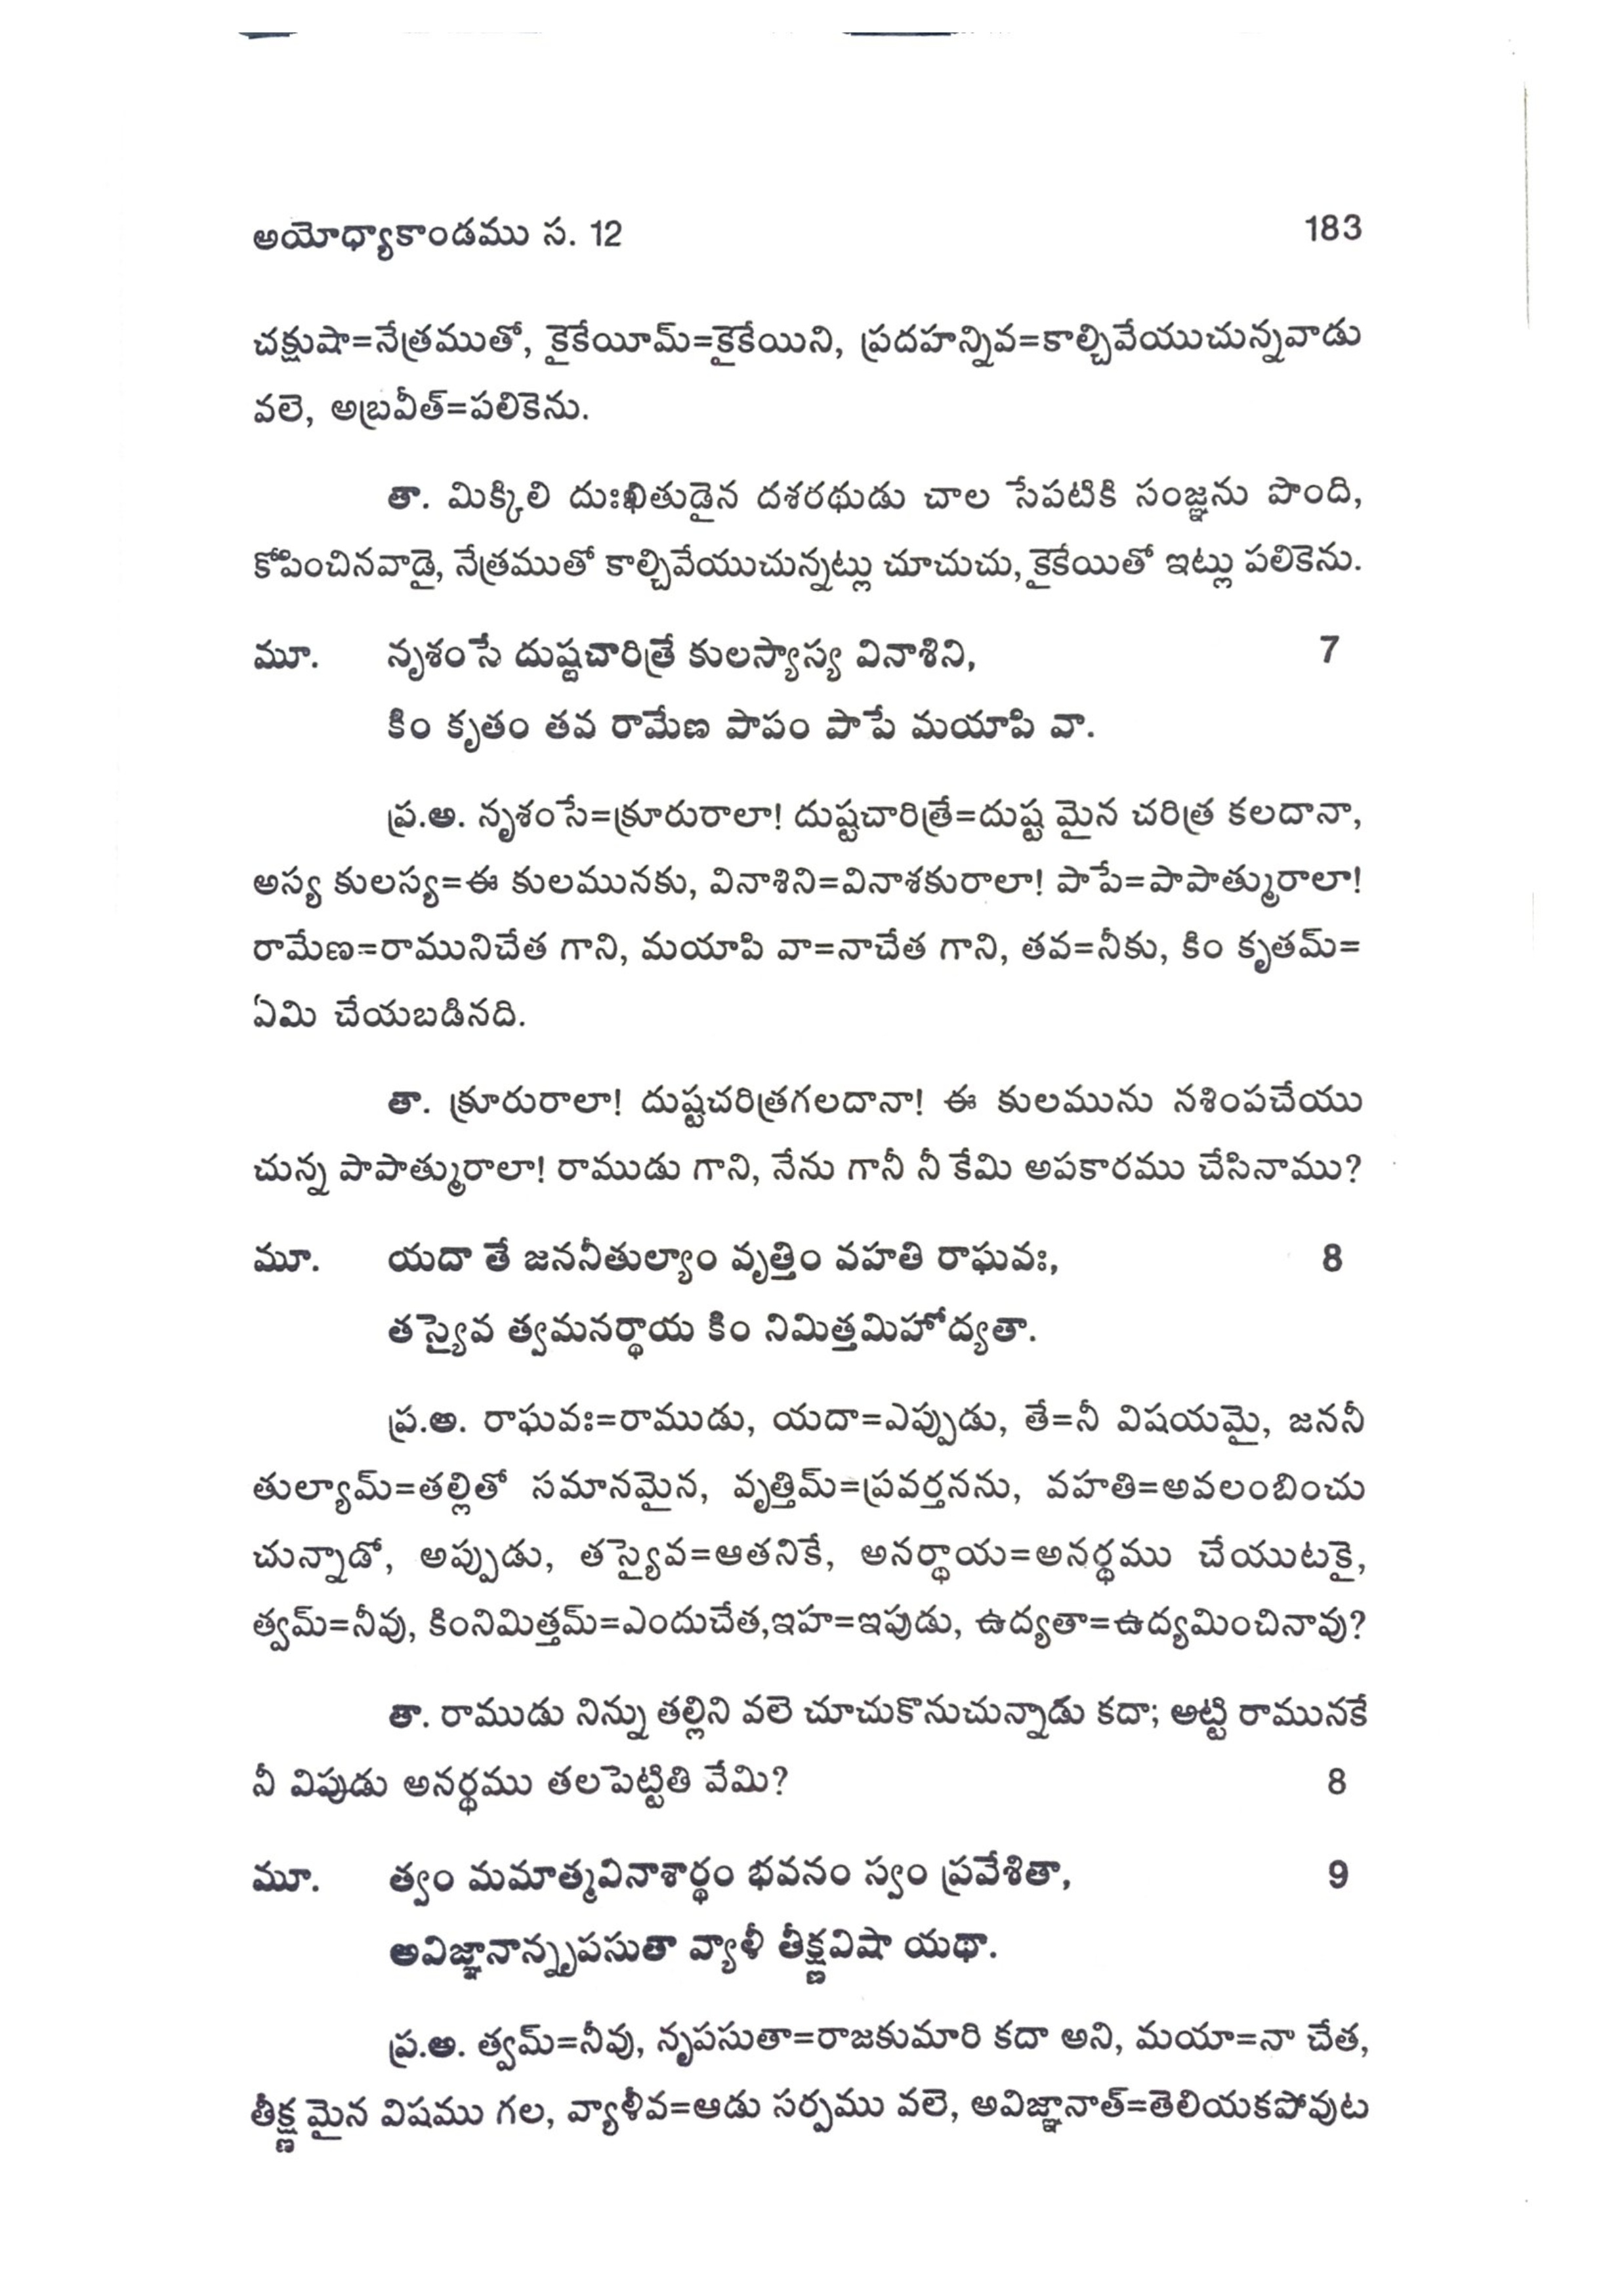 అయోధ్యాకాండము స. 12 183
చక్షుషా=నేత్రముతో, కైకేయీమ్=కైకేయిని, ప్రదహన్నివ=కాల్చివేయుచున్నవాడు
వలె, అబ్రవీత్=పలికెను.
తా. మిక్కిలి దుఃఖితుడైన దశరథుడు చాల సేపటికి సంజ్ఞను పొంది,
కోపించినవాడై, నేత్రముతో కాల్చివేయుచున్నట్లు చూచుచు, కైకేయితో ఇట్లు పలికెను.
మూ. నృశంసే దుష్టచారిత్రే కులస్యాస్య వినాశిని, 7
కిం కృతం తవ రామేణ పాపం పాపే మయాపి వా.
ప్ర.అ. నృశంసే=క్రూరురాలా! దుష్టచారిత్రే=దుష్ట మైన చరిత్ర కలదానా,
అస్య కులస్య=ఈ కులమునకు, వినాశిని=వినాశకురాలా! పాపే=పాపాత్మురాలా!
రామేణ=రామునిచేత గాని, మయాపి వా=నాచేత గాని, తవ=నీకు, కిం కృతమ్=
ఏమి చేయబడినది.
తా. క్రూరురాలా! దుష్టచరిత్రగలదానా! ఈ కులమును నశింపచేయు
చున్న పాపాత్మురాలా! రాముడు గాని, నేను గానీ నీ కేమి అపకారము చేసినాము?
మూ. యదా తే జననీతుల్యాం వృత్తిం వహతి రాఘవః, 8
తస్యైవ త్వమనర్థాయ కిం నిమిత్తమిహోద్యతా.
ప్ర.అ. రాఘవః=రాముడు, యదా=ఎప్పుడు, తే=నీ విషయమై, జననీ
తుల్యామ్=తల్లితో సమానమైన, వృత్తిమ్=ప్రవర్తనను, వహతి=అవలంబించు
చున్నాడో, అప్పుడు, తస్యైవ=ఆతనికే, అనర్థాయ=అనర్థము చేయుటకై,
త్వమ్=నీవు, కింనిమిత్తమ్=ఎందుచేత,ఇహ=ఇపుడు, ఉద్యతా=ఉద్యమించినావు?
తా. రాముడు నిన్ను తల్లిని వలె చూచుకొనుచున్నాడు కదా; అట్టి రామునకే
నీ విపుడు అనర్థము తలపెట్టితి వేమి? 8
మూ. త్వం మమాత్మవినాశార్థం భవనం స్వం ప్రవేశితా, 9
అవిజ్ఞానాన్నృపసుతా వ్యాళీ తీక్ష్ణవిషా యథా.
ప్ర.అ. త్వమ్=నీవు, నృపసుతా=రాజకుమారి కదా అని, మయా=నా చేత,
తీక్ష్ణ మైన విషము గల, వ్యాళీవ=ఆడు సర్పము వలె, అవిజ్ఞానాత్=తెలియకపోవుట